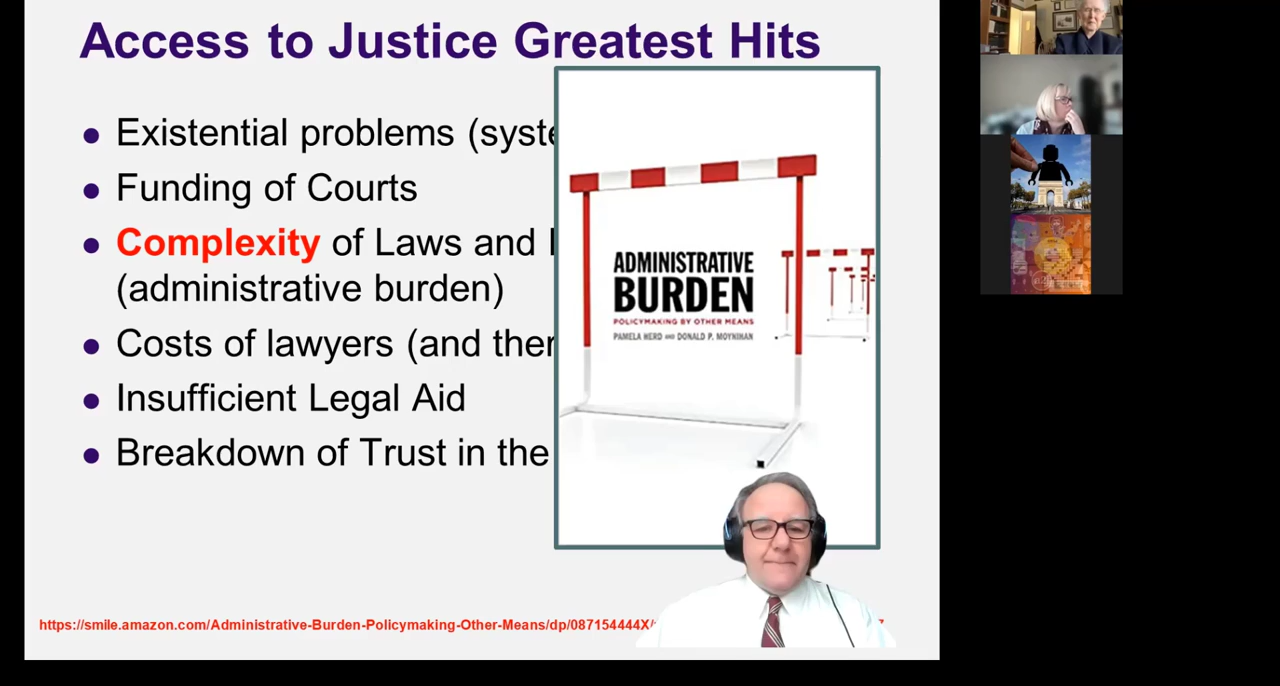 Access to Justice Greatest Hits
Existential problems (syste
Funding of Courts
Complexity of Laws and
(administrative burden)
Costs of lawyers (and
Insufficient Legal Aid
Breakdown of Trust in the
ADMINISTRATIVE
BURDEN
POLICYMAKING BY OTHER MEANS
PAMELA HERD AND DONALD P. MOYNIHAN
https://smile.amazon.com/Administrative-Burden-Policymaking-Other-Means/dp/087154444X/